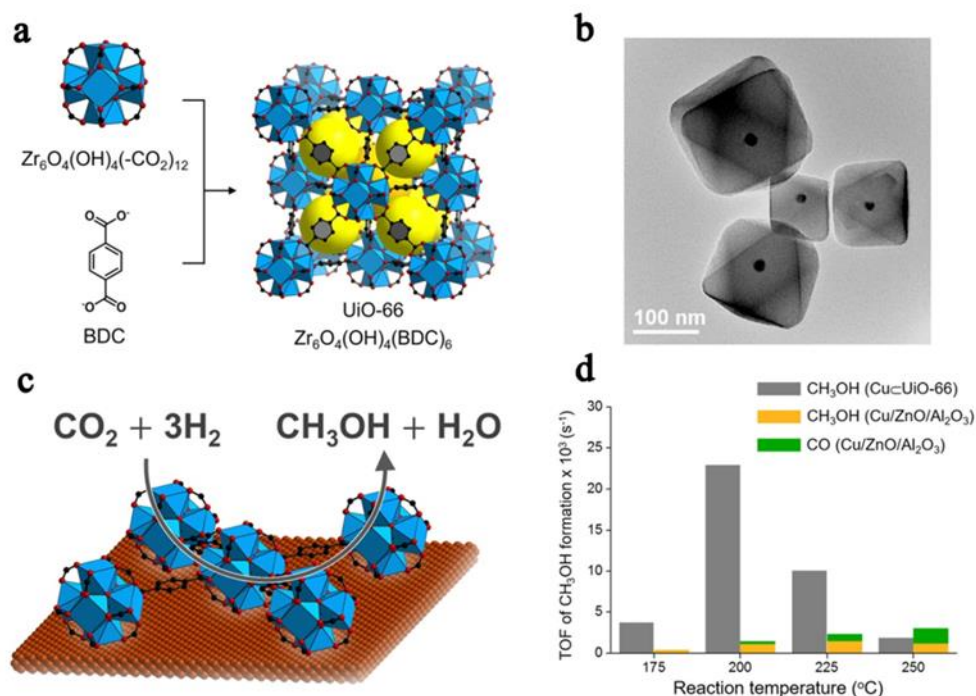 a
Zr₆O₄(OH)₄(-CO₂)₁₂
O
O⁻
⁻O
O
BDC
UiO-66
Zr₆O₄(OH)₄(BDC)₆
b
100 nm
c
CO₂ + 3H₂
CH₃OH + H₂O
d
CH₃OH (Cu⊂UiO-66)
CH₃OH (Cu/ZnO/Al₂O₃)
CO (Cu/ZnO/Al₂O₃)
TOF of CH₃OH formation x 10³ (s⁻¹)
30
25
20
15
10
5
0
175
200
225
250
Reaction temperature (°C)